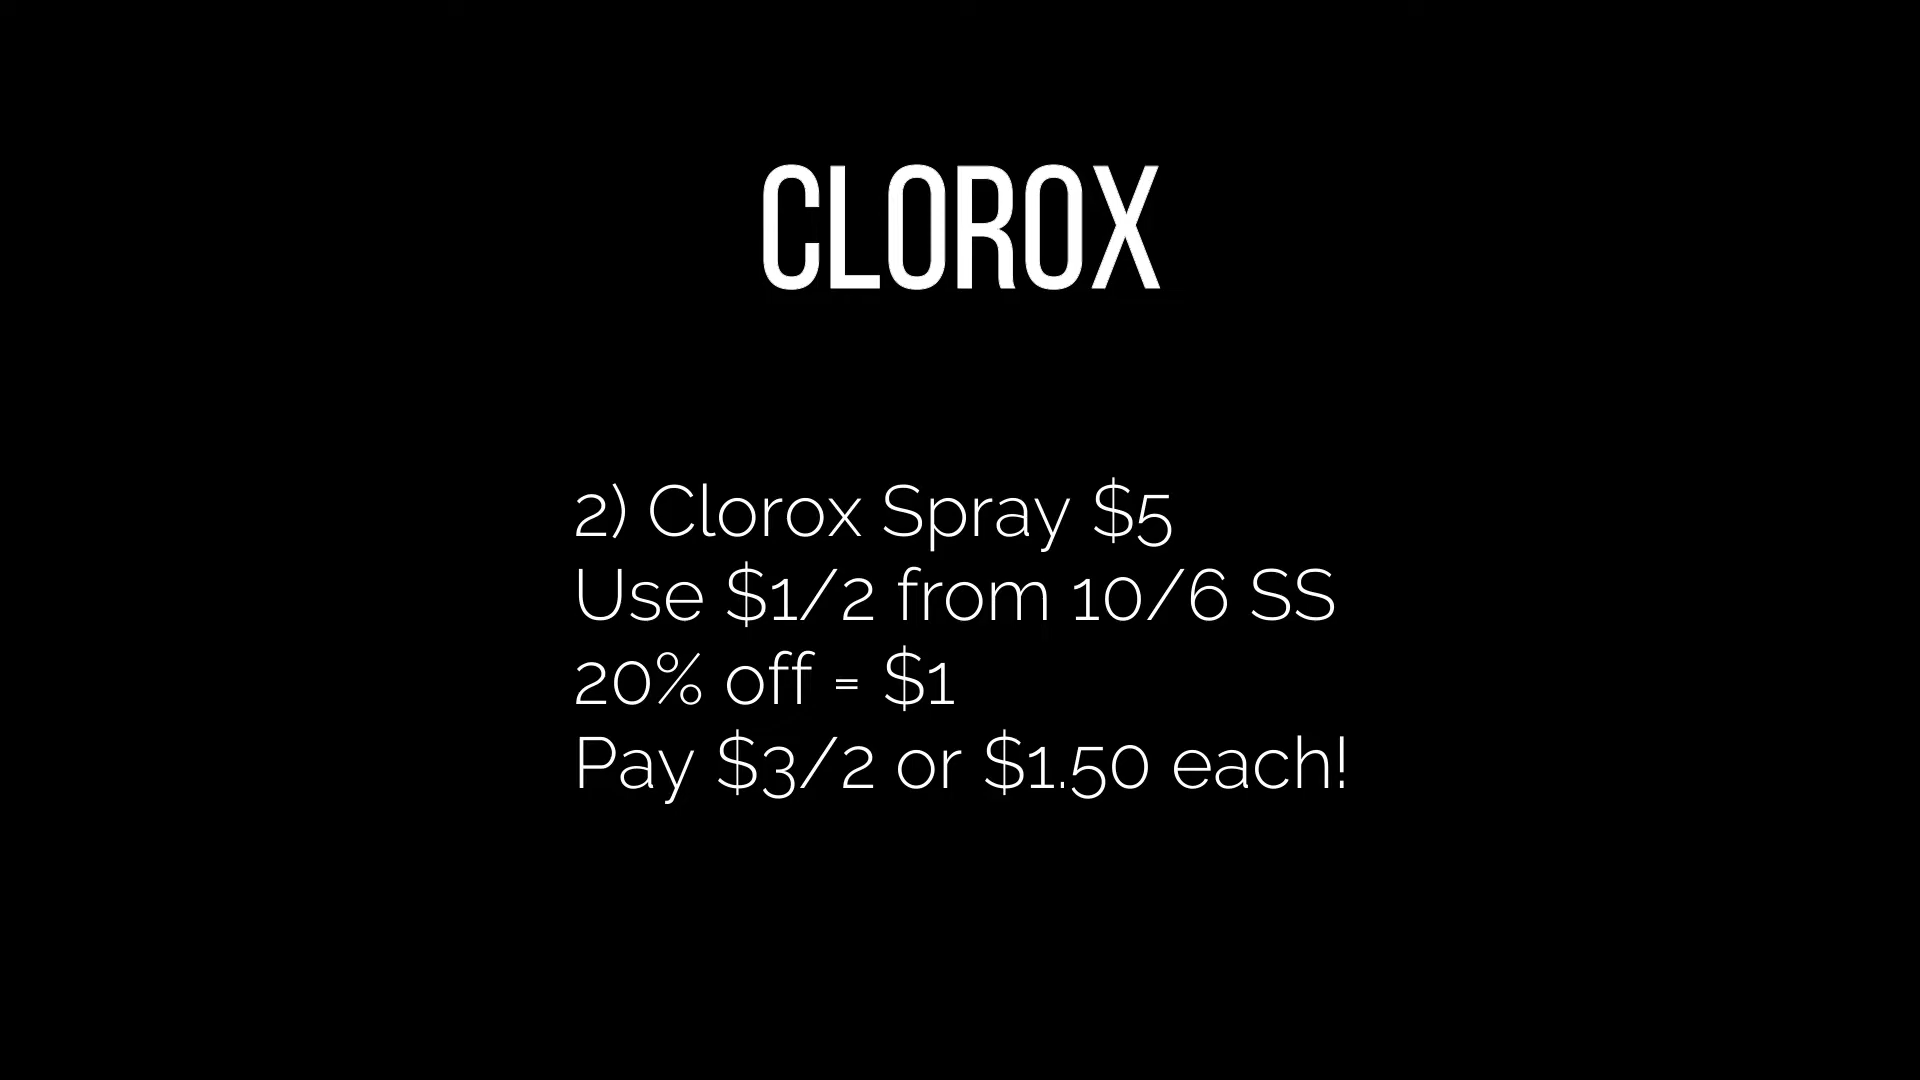 CLOROX
2) Clorox Spray $5
Use $1/2 from 10/6 SS
20% off = $1
Pay $3/2 or $1.50 each!